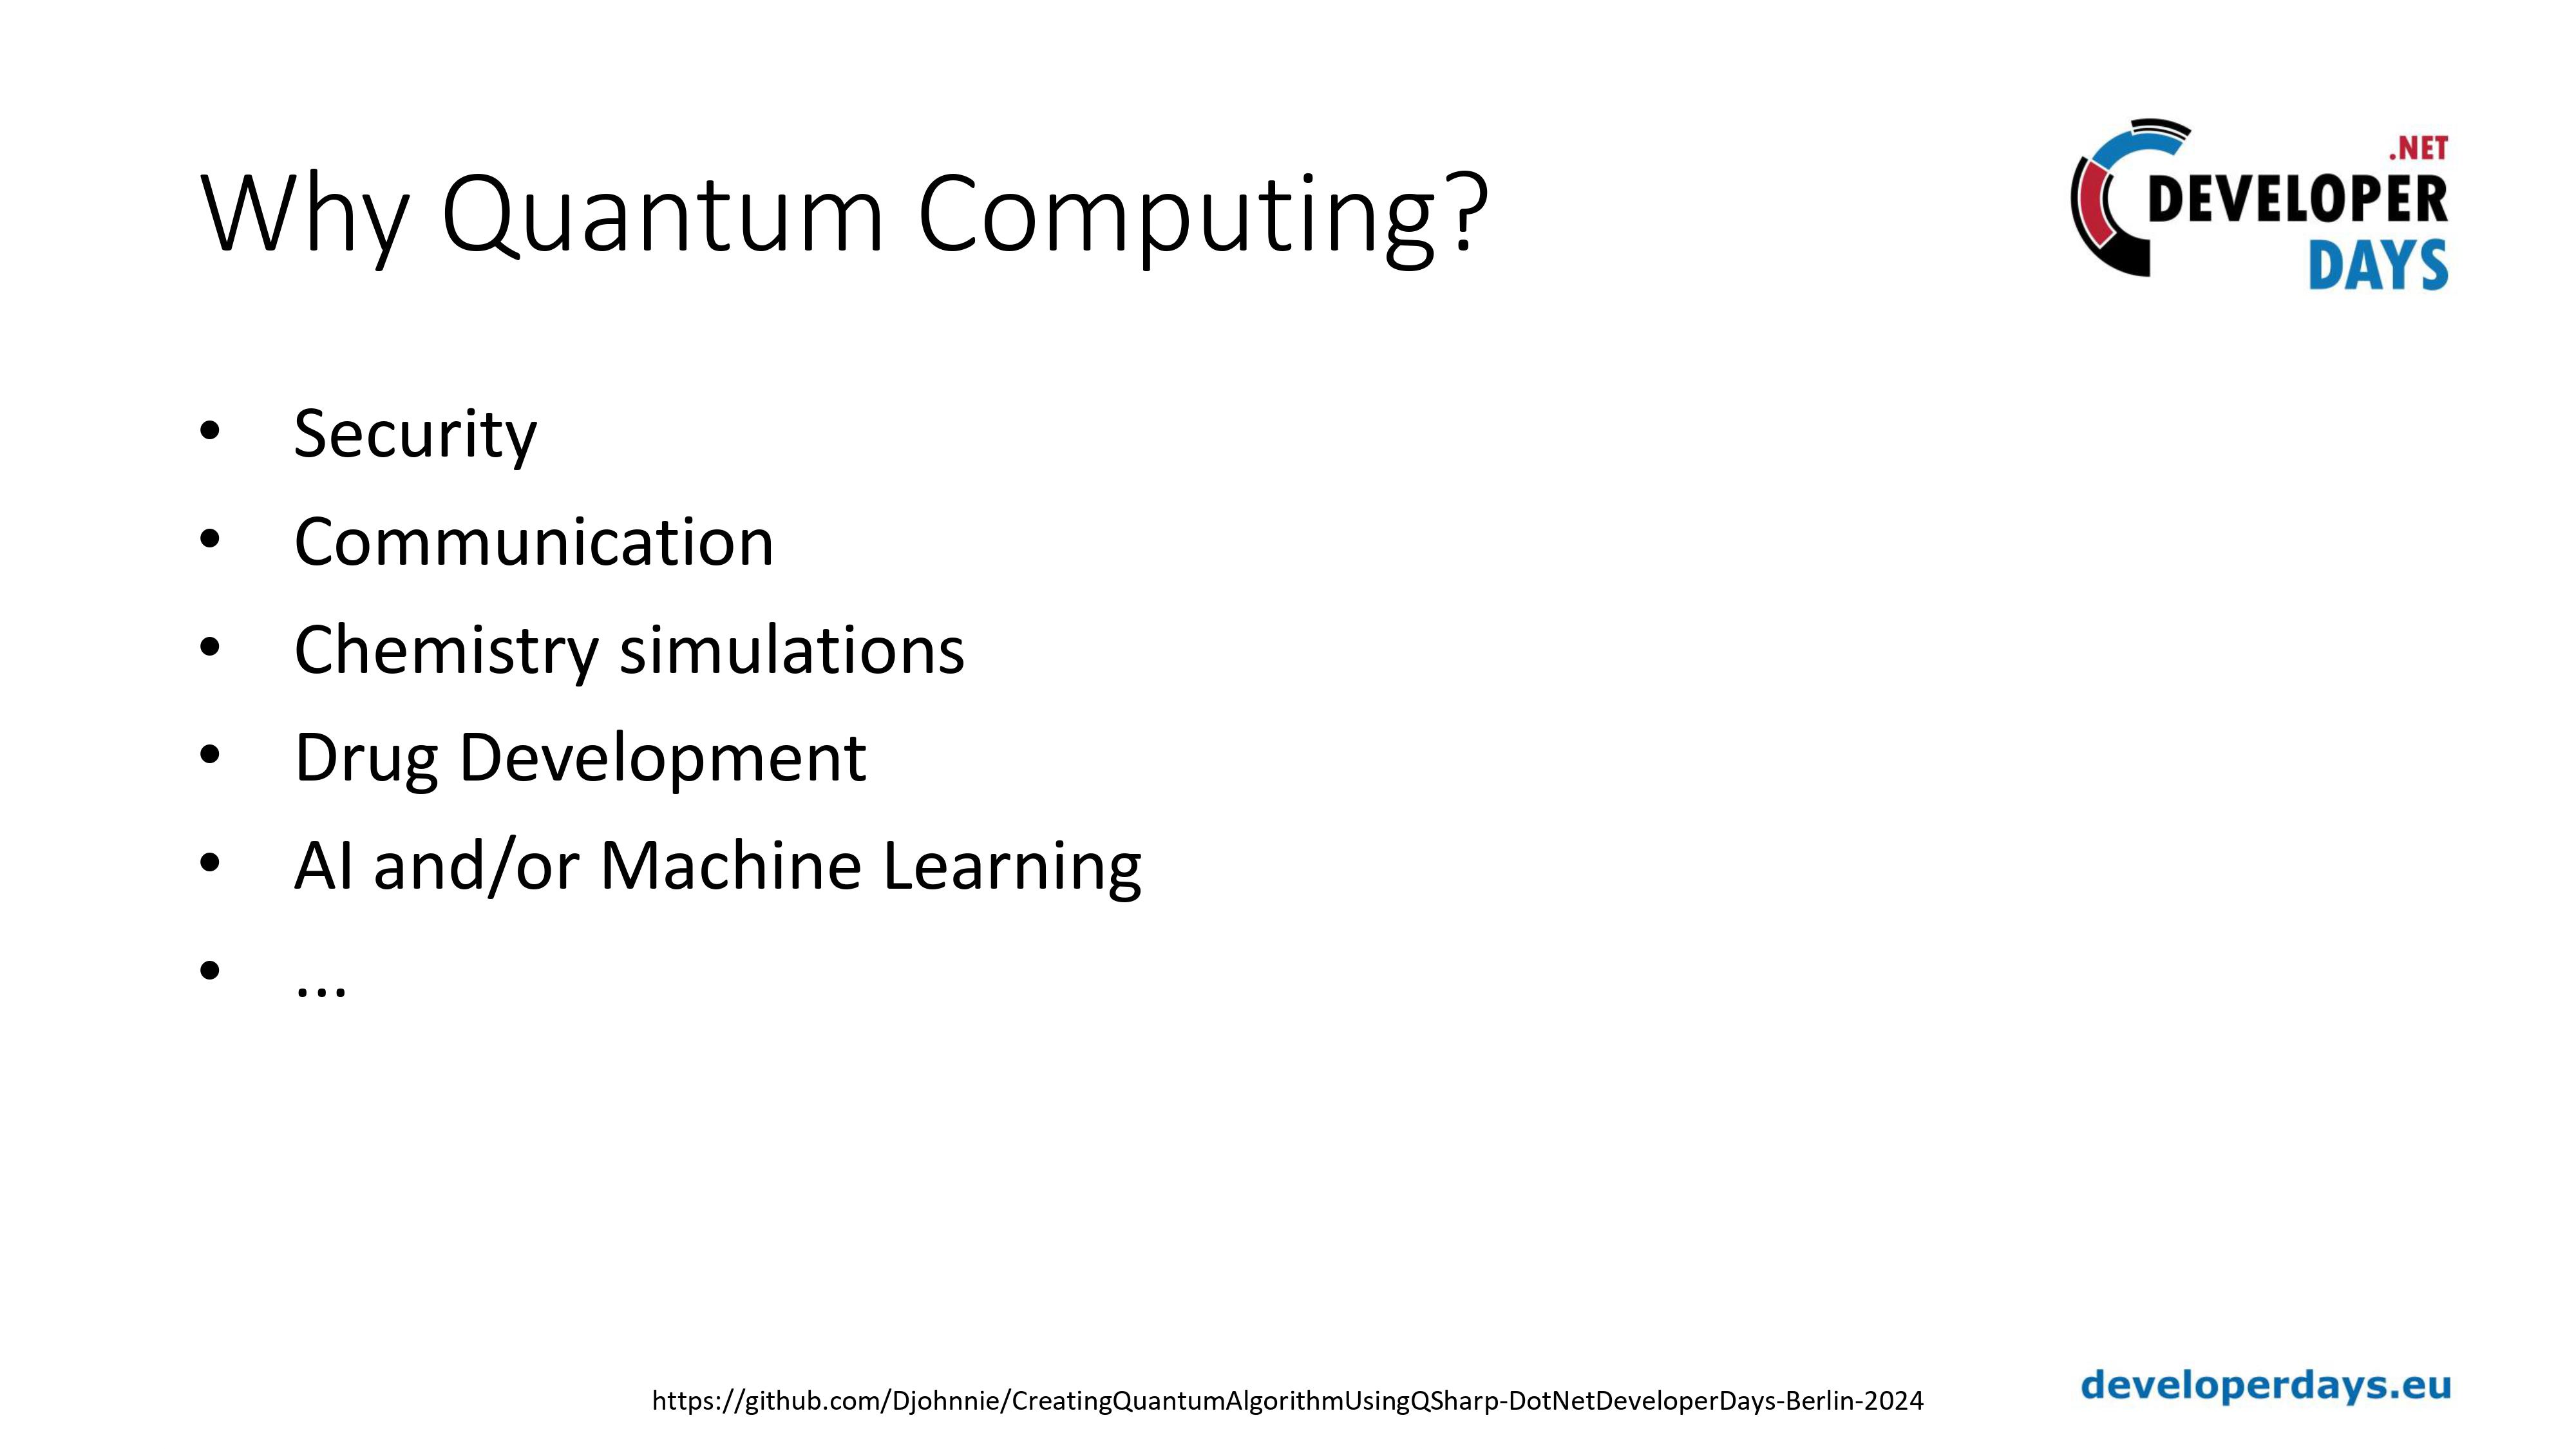 Why Quantum Computing?
.NET
DEVELOPER
DAYS
• Security
• Communication
• Chemistry simulations
• Drug Development
• AI and/or Machine Learning
• ...
https://github.com/Djohnnie/CreatingQuantumAlgorithmUsingQSharp-DotNetDeveloperDays-Berlin-2024
developerdays.eu